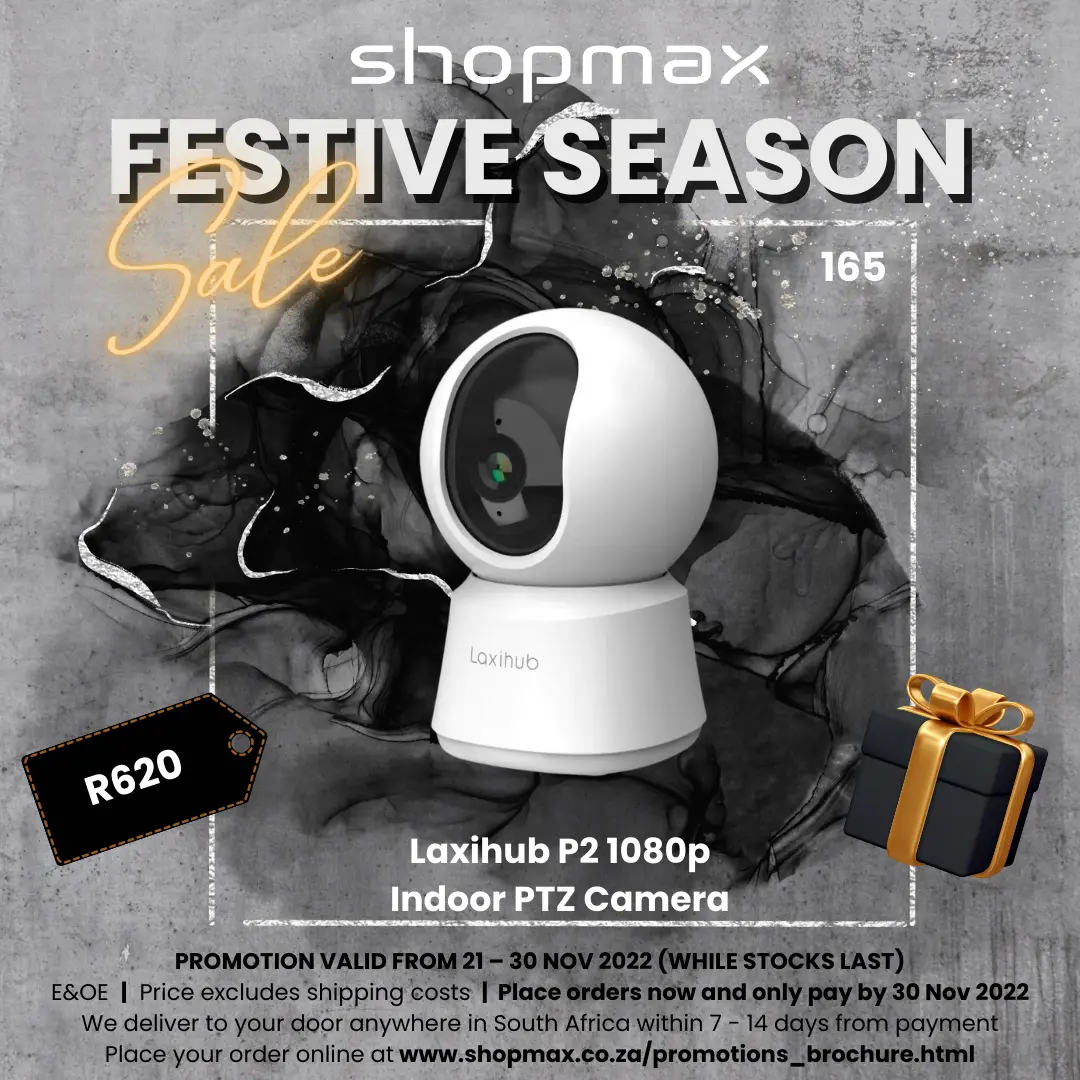 shopmax
FESTIVE SEASON
Sale
165
Laxihub
R620
Laxihub P2 1080p
Indoor PTZ Camera
PROMOTION VALID FROM 21 – 30 NOV 2022 (WHILE STOCKS LAST)
E&OE | Price excludes shipping costs | Place orders now and only pay by 30 Nov 2022
We deliver to your door anywhere in South Africa within 7 - 14 days from payment
Place your order online at www.shopmax.co.za/promotions_brochure.html